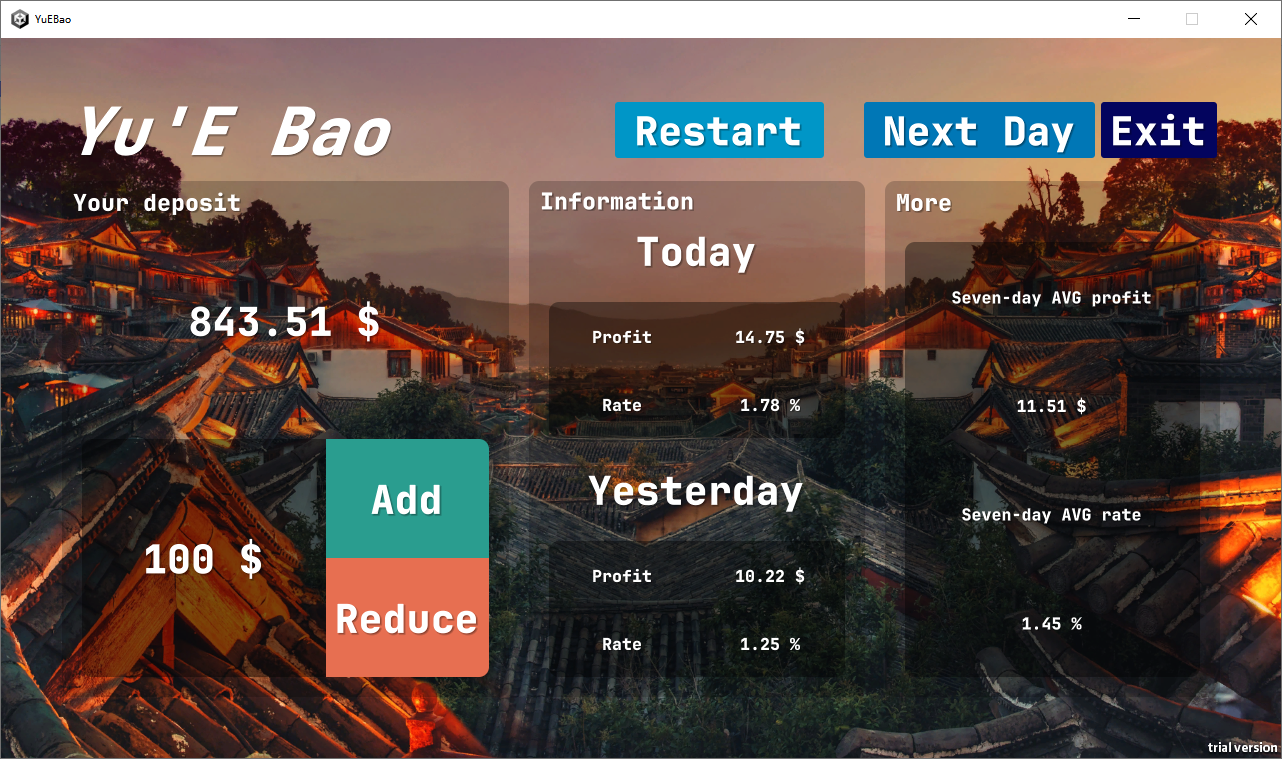 YuEBao
Yu'E Bao
Restart
Next Day
Exit
Your deposit
843.51 $
100 $
Add
Reduce
Information
Today
Profit 14.75 $
Rate 1.78 %
Yesterday
Profit 10.22 $
Rate 1.25 %
More
Seven-day AVG profit
11.51 $
Seven-day AVG rate
1.45 %
trial version